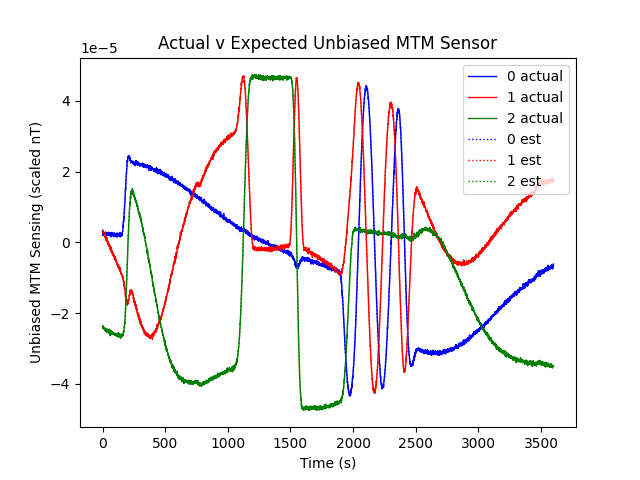 Actual v Expected Unbiased MTM Sensor
1e−5
4
2
0
−2
−4
Unbiased MTM Sensing (scaled nT)
0 actual
1 actual
2 actual
0 est
1 est
2 est
0 500 1000 1500 2000 2500 3000 3500
Time (s)